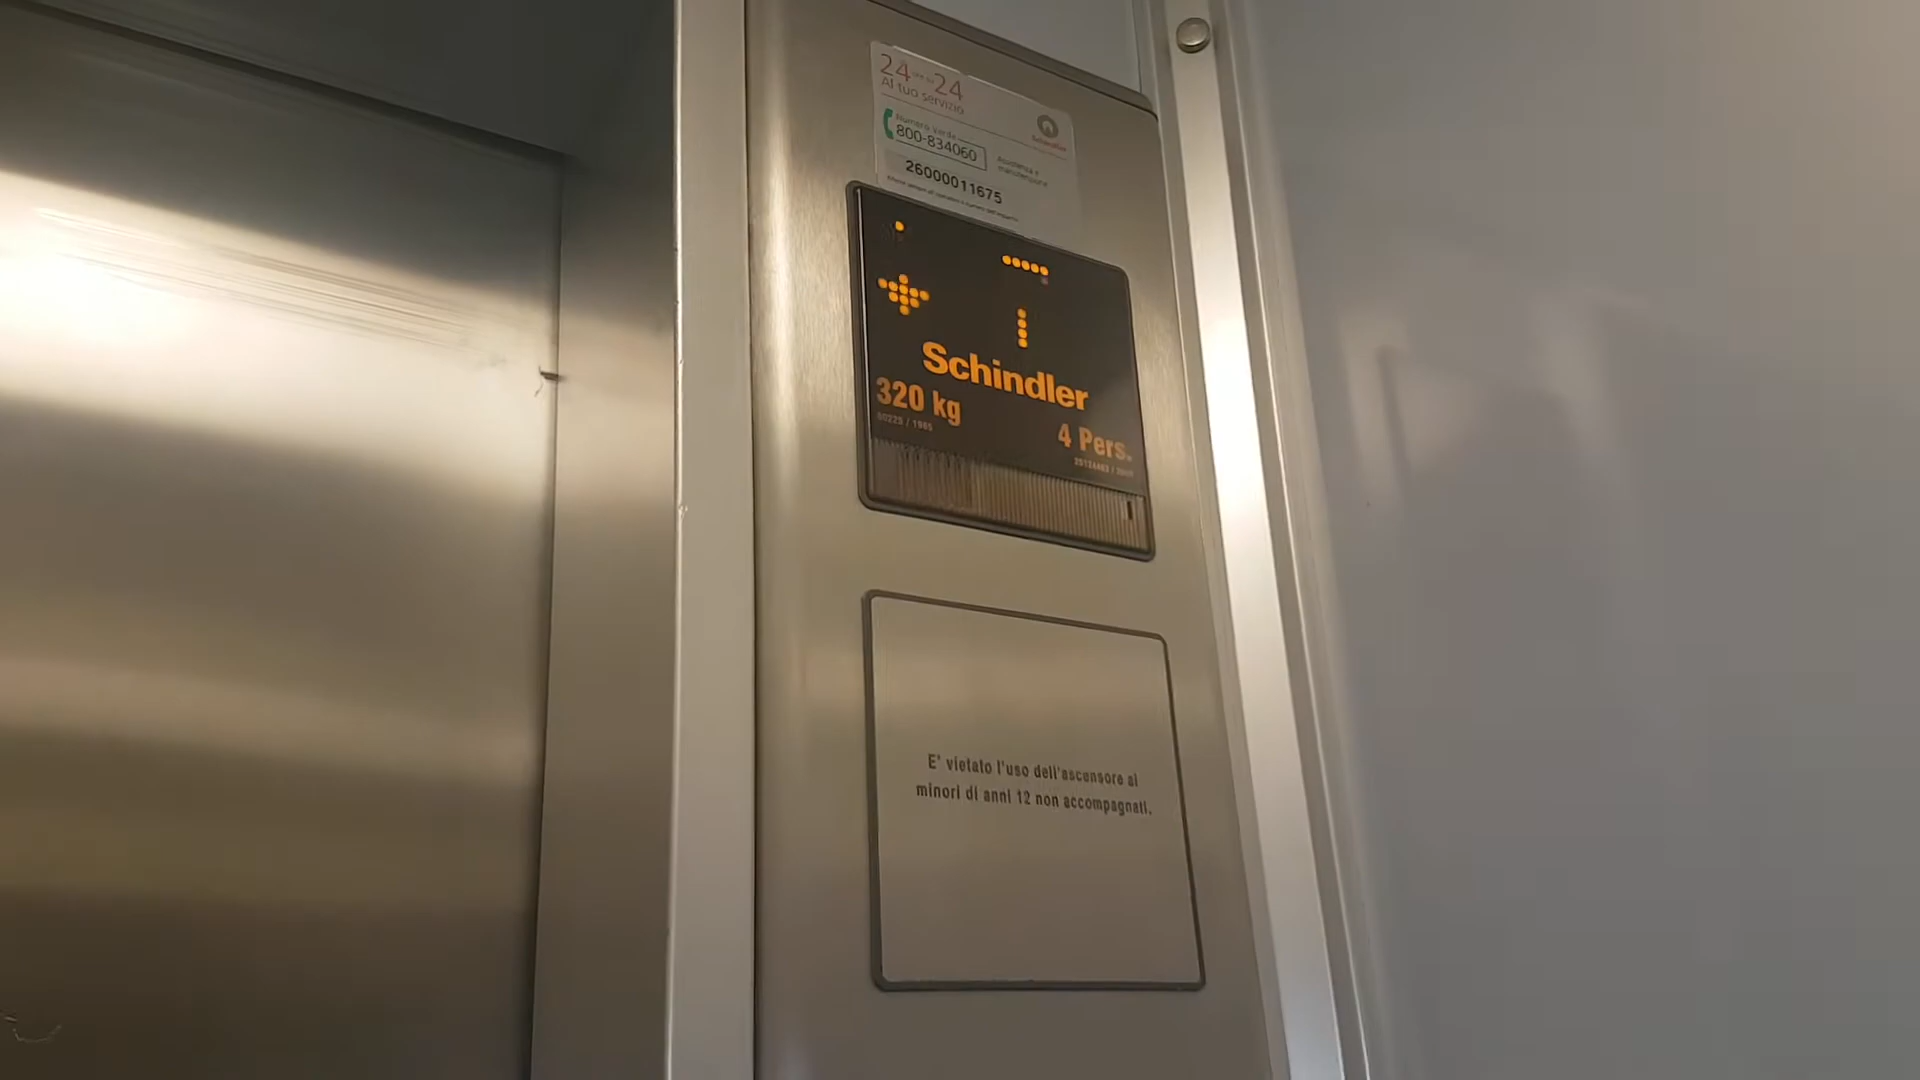 24 ore su 24
Al tuo servizio
Schindler
Numero Verde
800-834060
Assistenza e
manutenzione
26000011675
Schindler
320 kg
4 Pers.
E' vietato l'uso dell'ascensore ai
minori di anni 12 non accompagnati.